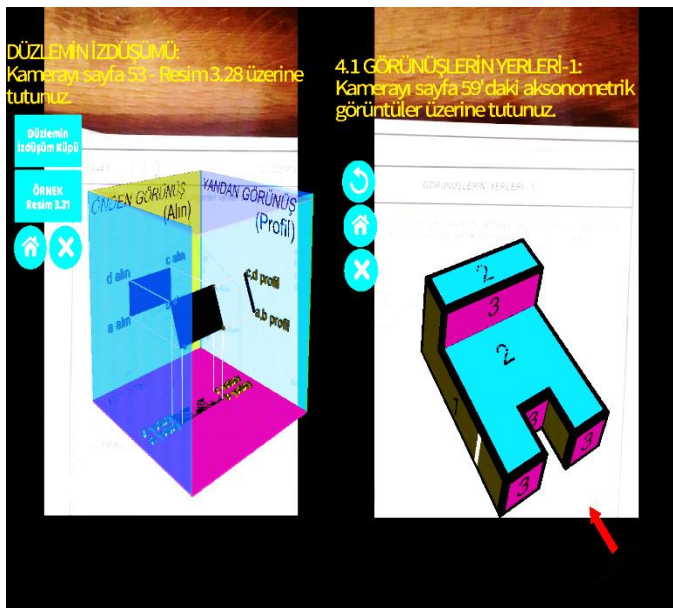 DÜZLEMİN İZDÜŞÜMÜ:
Kamerayı sayfa 53 - Resim 3.28 üzerine
tutunuz.
Düzlemin
İzdüşüm Küpü
ÖRNEK
Resim 3.31
ÖNDEN GÖRÜNÜŞ
(Alın)
YANDAN GÖRÜNÜŞ
(Profil)
d alın
c alın
a alın
c,d profil
a,b profil
4.1 GÖRÜNÜŞLERİN YERLERİ-1:
Kamerayı sayfa 59'daki aksonometrik
görüntüler üzerine tutunuz.
GÖRÜNÜŞLERİN YERLERİ-1
2
3
2
1
3
3
3